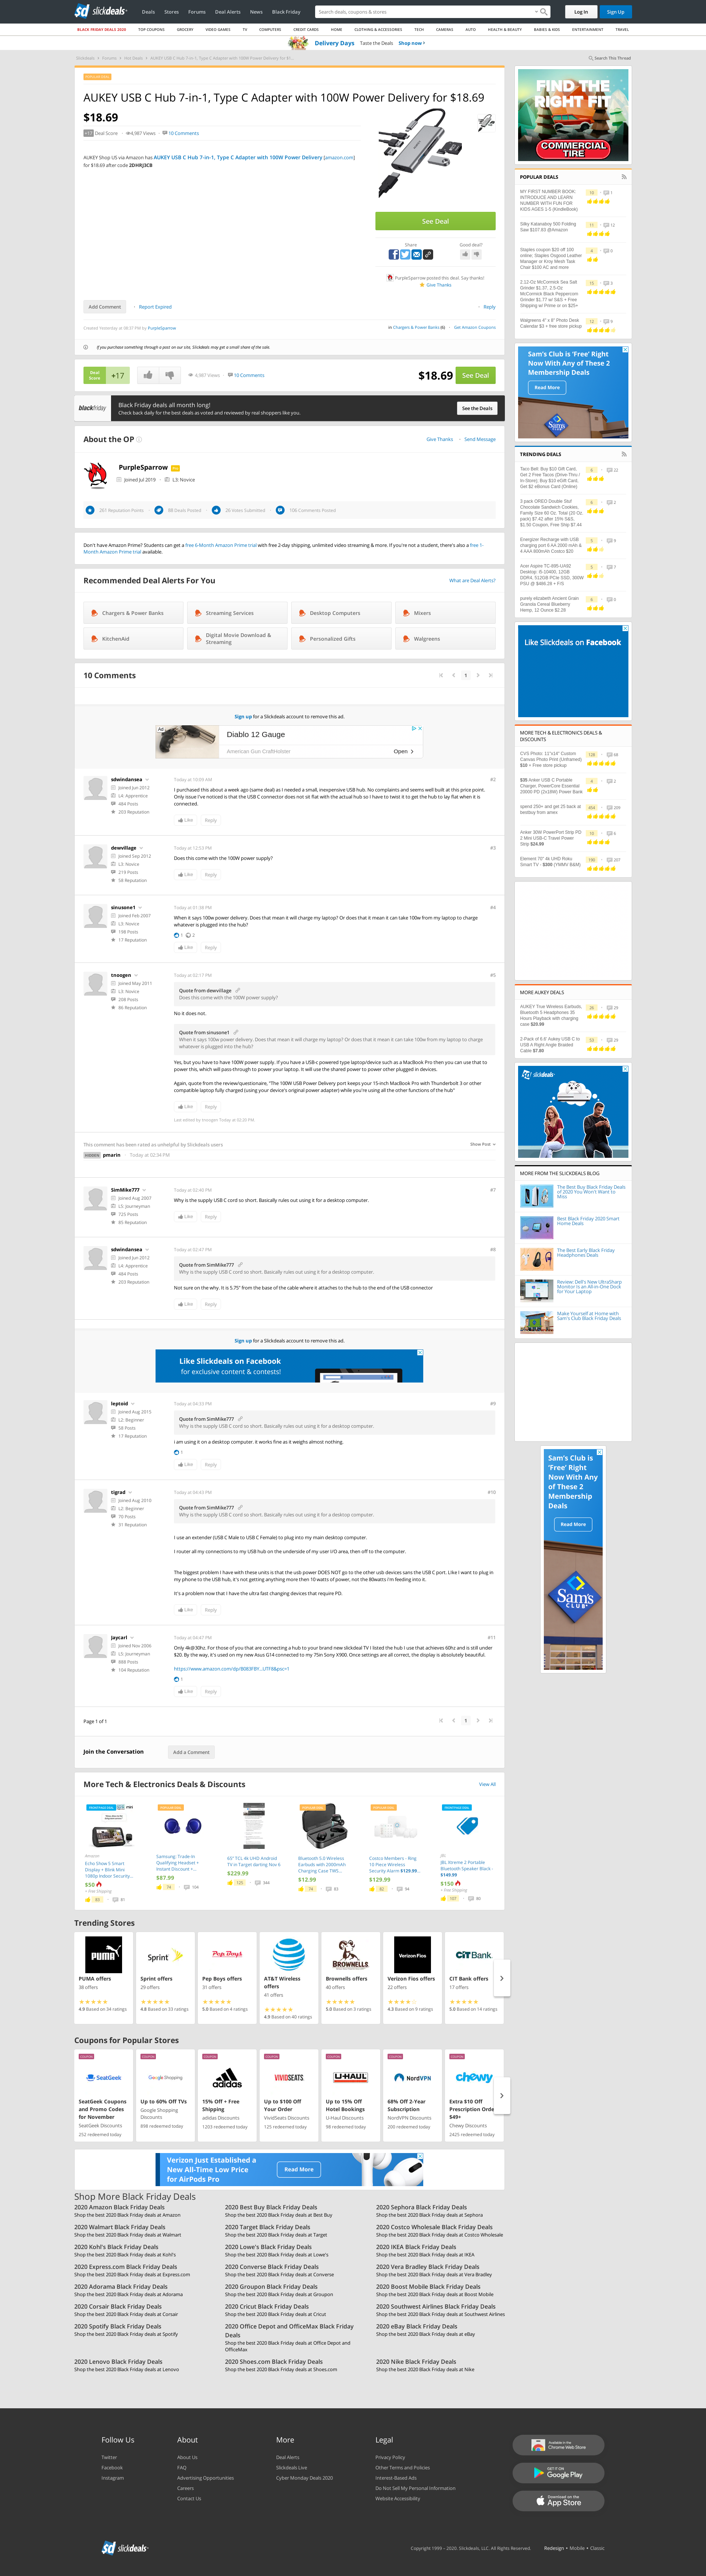 slickdeals
Deals Stores Forums Deal Alerts News Black Friday
Search deals, coupons & stores
Log In Sign Up
BLACK FRIDAY DEALS 2020 TOP COUPONS GROCERY VIDEO GAMES TV COMPUTERS CREDIT CARDS HOME CLOTHING & ACCESSORIES TECH CAMERAS AUTO HEALTH & BEAUTY BABIES & KIDS ENTERTAINMENT TRAVEL
Delivery Days Taste the Deals Shop now
Search This Thread
AUKEY USB C Hub 7-in-1, Type C Adapter with 100W Power Delivery for $18.69
$18.69
+17 Deal Score 4,987 Views 10 Comments
AUKEY Shop US via Amazon has AUKEY USB C Hub 7-in-1, Type C Adapter with 100W Power Delivery [amazon.com]
for $18.69 after code 2DHRJ3CB
See Deal
Share Good deal?
PurpleSparrow posted this deal. Say thanks!
Give Thanks
Add Comment Report Expired Reply
Created Yesterday at 08:37 PM by PurpleSparrow
in Chargers & Power Banks (6) Get Amazon Coupons
If you purchase something through a post on our site, Slickdeals may get a small share of the sale.
Deal Score +17 4,987 Views 10 Comments $18.69 See Deal
blackfriday
Black Friday deals all month long!
Check back daily for the best deals as voted and reviewed by real shoppers like you.
See the Deals
About the OP
Give Thanks Send Message
PurpleSparrow
Joined Jul 2019 L3: Novice
Don't have Amazon Prime? Students can get a free 6-Month Amazon Prime trial with free 2-day shipping, unlimited video streaming & more. If you're not a student, there's also a free 1-
Month Amazon Prime trial available.
Recommended Deal Alerts For You
What are Deal Alerts?
Chargers & Power Banks
Streaming Services
Desktop Computers
Mixers
KitchenAid
Digital Movie Download & Streaming
Personalized Gifts
Walgreens
10 Comments
1
Sign up for a Slickdeals account to remove this ad.
Ad
Diablo 12 Gauge
American Gun Craftmen
Open
sdwindansea
Joined Jun 2012
L4: Apprentice
484 Posts
203 Reputation
Today at 10:09 AM
#2
I purchased this about a week ago (same deal) as I needed a small, inexpensive USB hub. No complaints and seems well built at this price point.
Only issue I've noticed is that the USB C connector does not sit flat with the actual hub so I have to twist it to get the hub to lay flat when it is
connected.
Like Reply
dewvillage
Joined Sep 2012
L3: Novice
219 Posts
58 Reputation
Today at 12:53 PM
#3
Does this come with the 100W power supply?
Like Reply
sinusone1
Joined Feb 2007
L3: Novice
198 Posts
17 Reputation
Today at 01:38 PM
#4
When it says 100w power delivery. Does that mean it will charge my laptop? Or does that it mean it can take 100w from my laptop to charge
whatever is plugged into the hub?
1 2
Like Reply
tnoogen
Joined May 2011
L3: Novice
208 Posts
86 Reputation
Today at 02:17 PM
#5
Quote from dewvillage
Does this come with the 100W power supply?
No it does not.
Quote from sinusone1
When it says 100w power delivery. Does that mean it will charge my laptop? Or does that it mean it can take 100w from my laptop to charge
whatever is plugged into the hub?
Yes, but you have to have 100W power supply. If you have a USB-c powered type laptop/device such as a MacBook Pro then you can use that to
power this, which will pass-through to power your laptop. It will use the shared power to power other plugged in devices.
Again, quote from the review/questionaire, "The 100W USB Power Delivery port keeps your 15-inch MacBook Pro with Thunderbolt 3 or other
compatible laptop fully charged (using your device's original power adapter) while you enjoy the versatile functionality of the hub"
Like Reply
Last edited by tnoogen Today at 02:20 PM
This comment has been rated as unhelpful by Slickdeals users
Show Post
pmarin Today at 02:34 PM
SimMike777
Joined Aug 2007
L5: Journeyman
725 Posts
85 Reputation
Today at 02:40 PM
#7
Why is the supply USB C cord so short. Basically rules out using it for a desktop computer.
Like Reply
sdwindansea
Joined Jun 2012
L4: Apprentice
484 Posts
203 Reputation
Today at 02:47 PM
#8
Quote from SimMike777
Why is the supply USB C cord so short. Basically rules out using it for a desktop computer.
Not sure on the why. It is 5.75" from the base of the cable where it attaches to the hub to the end of the USB connector
Like Reply
Sign up for a Slickdeals account to remove this ad.
Like Slickdeals on Facebook
for exclusive content & contests!
leptoid
Joined Aug 2015
L2: Beginner
58 Posts
17 Reputation
Today at 04:33 PM
#9
Quote from SimMike777
Why is the supply USB C cord so short. Basically rules out using it for a desktop computer.
i am using it on a desktop computer. it works fine as it weighs almost nothing.
1
Like Reply
tigrad
Joined Aug 2010
L2: Beginner
70 Posts
31 Reputation
Today at 04:43 PM
#10
Quote from SimMike777
Why is the supply USB C cord so short. Basically rules out using it for a desktop computer.
I use an extender (USB C Male to USB C Female) to plug into my main desktop computer.
I router all my connections to my USB hub on the underside of my user I/O area, then off to the computer.
The biggest problem I have with these units is that the usb power DOES NOT go to the other usb devices sans the USB C port. Like I want to plug in my
phone to the USB hub, it's not getting anything more then 10 watts of power, not the 80watts i'm feeding into it.
It's a problem now that I have the ultra fast charging devices that require PD.
Like Reply
Jaycarl
Joined Nov 2006
L5: Journeyman
888 Posts
104 Reputation
Today at 04:47 PM
#11
Only 4k@30hz. For those of you that are connecting a hub to your brand new slickdeal TV I listed the hub I use that achieves 60hz and is still under
$20. By the way, it's used on my new Asus G14 connected to my 75in Sony X900. Once settings are all correct, the display is absolutely beautiful.
1
Like Reply
Page 1 of 1
1
Join the Conversation Add a Comment
More Tech & Electronics Deals & Discounts
View All
Echo Show 5 Smart Display + Blink Mini 1080p Indoor Security...
$50
Samsung: Trade-In Qualifying Headset + Instant Discount +...
$87.99
65" TCL 4k UHD Android TV in Target starting Nov 6
$229.99
Bluetooth 5.0 Wireless Earbuds with 2000mAh Charging Case TWS...
$12.99
Costco Members - Ring 10-Piece Wireless Security Alarm $129.99...
$129.99
JBL Xtreme 2 Portable Bluetooth Speaker Black - $149.99
$150
Trending Stores
PUMA offers
38 offers
4.9 Based on 34 ratings
Sprint offers
29 offers
4.8 Based on 33 ratings
Pep Boys offers
31 offers
5.0 Based on 4 ratings
AT&T Wireless offers
41 offers
4.9 Based on 40 ratings
Brownells offers
40 offers
5.0 Based on 3 ratings
Verizon Fios offers
22 offers
4.3 Based on 9 ratings
CIT Bank offers
17 offers
5.0 Based on 14 ratings
Coupons for Popular Stores
SeatGeek Coupons and Promo Codes for November
SeatGeek Discounts
252 redeemed today
Up to 60% Off TVs
Google Shopping Discounts
898 redeemed today
15% Off + Free Shipping
adidas Discounts
1203 redeemed today
Up to $100 Off Your Order
VividSeats Discounts
125 redeemed today
Up to 15% Off Hotel Bookings
U-Haul Discounts
98 redeemed today
68% Off 2-Year Subscription
NordVPN Discounts
200 redeemed today
Extra $10 Off Prescription Orde $49+
Chewy Discounts
2425 redeemed today
Verizon Just Established a
New All-Time Low Price
for AirPods Pro
Read More
Shop More Black Friday Deals
2020 Amazon Black Friday Deals
Shop the best 2020 Black Friday deals at Amazon
2020 Best Buy Black Friday Deals
Shop the best 2020 Black Friday deals at Best Buy
2020 Sephora Black Friday Deals
Shop the best 2020 Black Friday deals at Sephora
2020 Walmart Black Friday Deals
Shop the best 2020 Black Friday deals at Walmart
2020 Target Black Friday Deals
Shop the best 2020 Black Friday deals at Target
2020 Costco Wholesale Black Friday Deals
Shop the best 2020 Black Friday deals at Costco Wholesale
2020 Kohl's Black Friday Deals
Shop the best 2020 Black Friday deals at Kohl's
2020 Lowe's Black Friday Deals
Shop the best 2020 Black Friday deals at Lowe's
2020 IKEA Black Friday Deals
Shop the best 2020 Black Friday deals at IKEA
2020 Express.com Black Friday Deals
Shop the best 2020 Black Friday deals at Express.com
2020 Converse Black Friday Deals
Shop the best 2020 Black Friday deals at Converse
2020 Vera Bradley Black Friday Deals
Shop the best 2020 Black Friday deals at Vera Bradley
2020 Adorama Black Friday Deals
Shop the best 2020 Black Friday deals at Adorama
2020 Groupon Black Friday Deals
Shop the best 2020 Black Friday deals at Groupon
2020 Boost Mobile Black Friday Deals
Shop the best 2020 Black Friday deals at Boost Mobile
2020 Corsair Black Friday Deals
Shop the best 2020 Black Friday deals at Corsair
2020 Cricut Black Friday Deals
Shop the best 2020 Black Friday deals at Cricut
2020 Southwest Airlines Black Friday Deals
Shop the best 2020 Black Friday deals at Southwest Airlines
2020 Spotify Black Friday Deals
Shop the best 2020 Black Friday deals at Spotify
2020 Office Depot and OfficeMax Black Friday Deals
Shop the best 2020 Black Friday deals at Office Depot and OfficeMax
2020 eBay Black Friday Deals
Shop the best 2020 Black Friday deals at eBay
2020 Lenovo Black Friday Deals
Shop the best 2020 Black Friday deals at Lenovo
2020 Shoes.com Black Friday Deals
Shop the best 2020 Black Friday deals at Shoes.com
2020 Nike Black Friday Deals
Shop the best 2020 Black Friday deals at Nike
FIND THE RIGHT FIT
COMMERCIAL TIRE
POPULAR DEALS
MY FIRST NUMBER BOOK: INTRODUCE AND LEARN NUMBER WITH FUN FOR KIDS AGES 1-5 (KindleBook)
Silky Katanaboy 500 Folding Saw $107.93 @Amazon
Staples coupon $20 off 100 online. Staples Osgood Leather Manager or Kroy Mesh Task Chair $100 AC and more
2.12-Oz McCormick Sea Salt Grinder $1.37, 2.5-Oz McCormick Black Peppercorn Grinder $1.77 w/ S&S + Free Shipping w/ Prime or on $25+
Walgreens 4" x 8" Photo Desk Calendar $3 + free store pickup
Sam's Club is 'Free' Right
Now With Any of These 2
Membership Deals
Read More
TRENDING DEALS
Taco Bell: Buy $10 Gift Card, Get 2 Free Tacos (Drive-Thru / In-Store); Buy $10 eGift Card, Get $2 eBonus Card (Online)
3 pack OREO Double Stuf Chocolate Sandwich Cookies, Family Size 60 Oz. Total (20 Oz. pack) $7.42 after 15% S&S, $1.50 Coupon, Free Ship $7.44
Energizer Recharge with USB charging port 6 AA 2000 mAh & 4 AAA 800mAh Costco $20
Acer Aspire TC-895-UA92 Desktop: i5-10400, 12GB DDR4, 512GB PCIe SSD, 300W PSU @ $488.28 + F/S
purely elizabeth Ancient Grain Granola Cereal Blueberry Hemp, 12 Ounce $2.28
Like Slickdeals on Facebook
MORE TECH & ELECTRONICS DEALS & DISCOUNTS
CVS Photo: 11"x14" Custom Canvas Photo Print (Unframed) $18 + Free store pickup
$35 Anker USB C Portable Charger, PowerCore Essential 20000 PD (2x18W) Power Bank
spend 250+ and get 25 back at bestbuy from amex
Anker 30W PowerPort Strip PD 2 Mini USB-C Travel Power Strip $24.99
Element 70" 4k UHD Roku Smart TV - $300 (YMMV B&M)
MORE AUKEY DEALS
AUKEY True Wireless Earbuds, Bluetooth 5 Headphones 35 Hours Playback with charging case $25.99
2-Pack of 6.6' Aukey USB C to USB A Right Angle Braided Cable $7.80
slickdeals
MORE FROM THE SLICKDEALS BLOG
The Best Buy Black Friday Deals of 2020 You Won't Want to Miss
Best Black Friday 2020 Smart Home Deals
The Best Early Black Friday Headphones Deals
Review: Dell's New UltraSharp Monitor Is an All-in-One Dock for Your Laptop
Make Yourself at Home with Sam's Club Black Friday Deals
Sam's Club is
'Free' Right
Now With Any
of These 2
Membership
Deals
Read More
Sam's CLUB
Follow Us
Twitter
Facebook
Instagram
About
About Us
FAQ
Advertising Opportunities
Careers
Contact Us
More
Deal Alerts
Slickdeals Live
Cyber Monday Deals 2020
Legal
Privacy Policy
Other Terms and Policies
Interest-Based Ads
Do Not Sell My Personal Information
Website Accessibility
Available in the Chrome Web Store
GET IT ON Google Play
Download on the App Store
slickdeals
Copyright 1999 - 2020. Slickdeals, LLC. All Rights Reserved. Redesign • Mobile • Classic